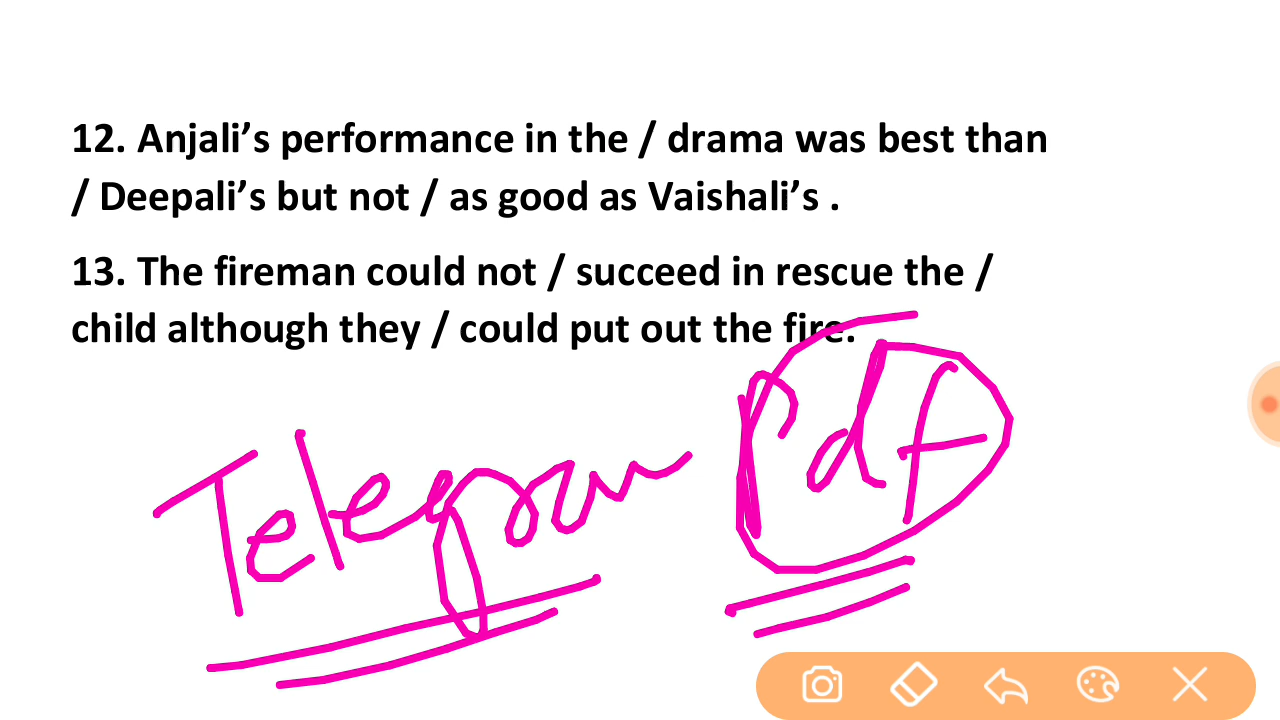 12. Anjali’s performance in the / drama was best than
/ Deepali’s but not / as good as Vaishali’s .
13. The fireman could not / succeed in rescue the /
child although they / could put out the fire.
Telegram Pdf